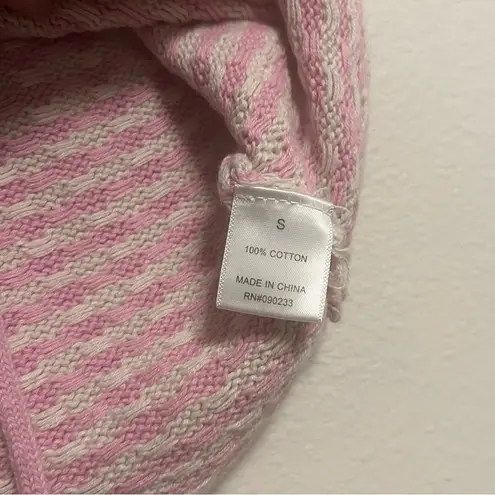 S
100% COTTON
MADE IN CHINA
RN#090233